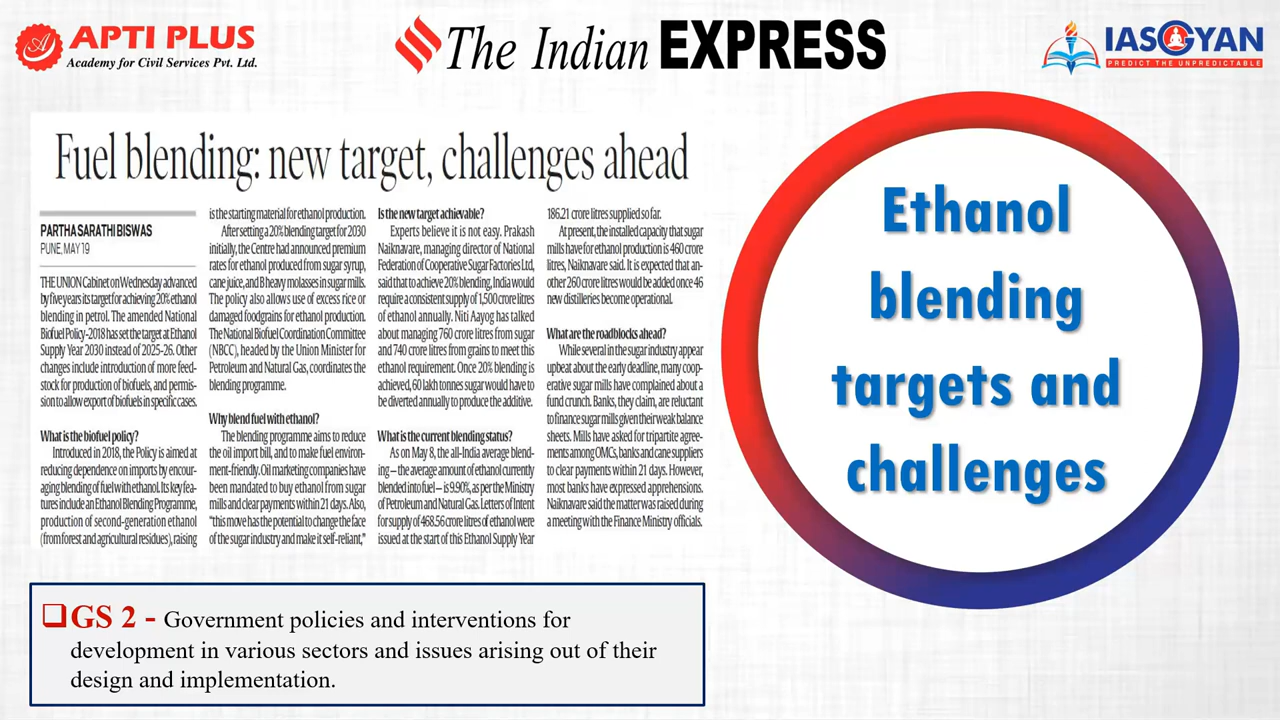 APTI PLUS
Academy for Civil Services Pvt. Ltd.
The Indian EXPRESS
IASGYAN
PREDICT THE UNPREDICTABLE
Fuel blending: new target, challenges ahead
PARTHA SARATHI BISWAS
PUNE, MAY 19
THE UNION Cabinet on Wednesday advanced
by five years its target for achieving 20% ethanol
blending in petrol. The amended National
Biofuel Policy-2018 has set the target at Ethanol
Supply Year 2030 instead of 2025-26. Other
changes include introduction of more feed-
stock for production of biofuels, and permis-
sion to allow export of biofuels in specific cases.
What is the biofuel policy?
Introduced in 2018, the Policy is aimed at
reducing dependence on imports by encour-
aging blending of fuel with ethanol. Its key fea-
tures include an Ethanol Blending Programme,
production of second-generation ethanol
(from forest and agricultural residues), raising
is the starting material for ethanol production.
After setting a 20% blending target for 2030
initially, the Centre had announced premium
rates for ethanol produced from sugar syrup,
cane juice, and B heavy molasses in sugar mills.
The policy also allows use of excess rice or
damaged foodgrains for ethanol production.
The National Biofuel Coordination Committee
(NBCC), headed by the Union Minister for
Petroleum and Natural Gas, coordinates the
blending programme.
Why blend fuel with ethanol?
The blending programme aims to reduce
the oil import bill, and to make fuel environ-
ment-friendly. Oil marketing companies have
been mandated to buy ethanol from sugar
mills and clear payments within 21 days. Also,
"this move has the potential to change the face
of the sugar industry and make it self-reliant,"
Is the new target achievable?
Experts believe it is not easy. Prakash
Naiknavare, managing director of National
Federation of Cooperative Sugar Factories Ltd,
said that to achieve 20% blending, India would
require a consistent supply of 1,500 crore litres
of ethanol annually. Niti Aayog has talked
about managing 760 crore litres from sugar
and 740 crore litres from grains to meet this
ethanol requirement. Once 20% blending is
achieved, 60 lakh tonnes sugar would have to
be diverted annually to produce the additive.
What is the current blending status?
As on May 8, the all-India average blend-
ing — the average amount of ethanol currently
blended into fuel — is 9.90%, as per the Ministry
of Petroleum and Natural Gas. Letters of Intent
for supply of 468.56 crore litres of ethanol were
issued at the start of this Ethanol Supply Year
186.21 crore litres supplied so far.
At present, the installed capacity that sugar
mills have for ethanol production is 460 crore
litres, Naiknavare said. It is expected that an-
other 260 crore litres would be added once 46
new distilleries become operational.
What are the roadblocks ahead?
While several in the sugar industry appear
upbeat about the early deadline, many coop-
erative sugar mills have complained about a
fund crunch. Banks, they claim, are reluctant
to finance sugar mills given their weak balance
sheets. Mills have asked for tripartite agree-
ments among OMCs, banks and cane suppliers
to clear payments within 21 days. However,
most banks have expressed apprehensions.
Naiknavare said the matter was raised during
a meeting with the Finance Ministry officials.
Ethanol
blending
targets and
challenges
❑GS 2 - Government policies and interventions for
development in various sectors and issues arising out of their
design and implementation.